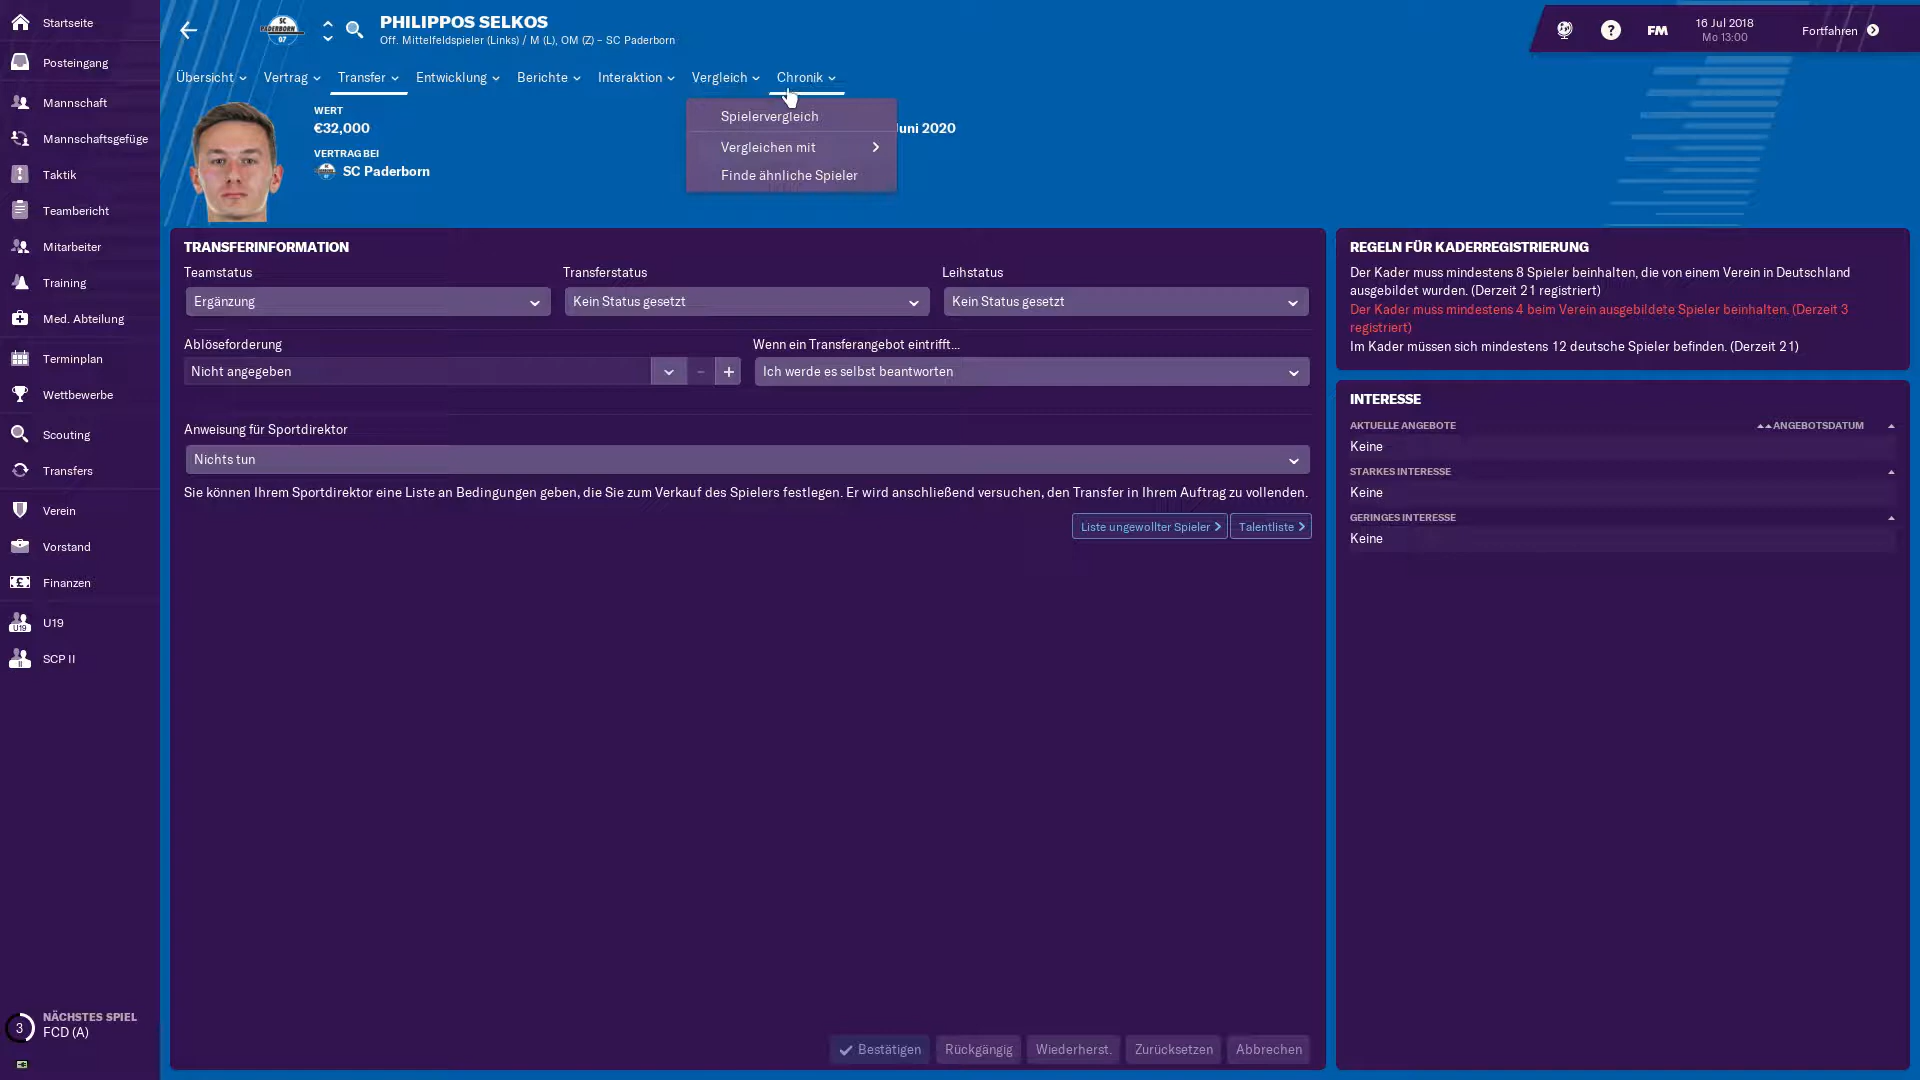 Startseite
Posteingang
Mannschaft
Mannschaftsgefüge
Taktik
Teambericht
Mitarbeiter
Training
Med. Abteilung
Terminplan
Wettbewerbe
Scouting
Transfers
Verein
Vorstand
Finanzen
U19
U19
II
SCP II
3
NÄCHSTES SPIEL
FCD (A)
SC
PADERBORN
07
PHILIPPOS SELKOS
Off. Mittelfeldspieler (Links) / M (L), OM (Z) – SC Paderborn
?
FM
16 Jul 2018
Mo 13:00
Fortfahren
Übersicht Vertrag Transfer Entwicklung Berichte Interaktion Vergleich Chronik
WERT
€32,000
VERTRAG BEI
SC Paderborn
Spielervergleich
Vergleichen mit
Finde ähnliche Spieler
uni 2020
TRANSFERINFORMATION
Teamstatus Transferstatus Leihstatus
Ergänzung Kein Status gesetzt Kein Status gesetzt
Ablöseforderung Wenn ein Transferangebot eintrifft...
Nicht angegeben – + Ich werde es selbst beantworten
Anweisung für Sportdirektor
Nichts tun
Sie können Ihrem Sportdirektor eine Liste an Bedingungen geben, die Sie zum Verkauf des Spielers festlegen. Er wird anschließend versuchen, den Transfer in Ihrem Auftrag zu vollenden.
Liste ungewollter Spieler Talentliste
Bestätigen Rückgängig Wiederherst. Zurücksetzen Abbrechen
REGELN FÜR KADERREGISTRIERUNG
Der Kader muss mindestens 8 Spieler beinhalten, die von einem Verein in Deutschland
ausgebildet wurden. (Derzeit 21 registriert)
Der Kader muss mindestens 4 beim Verein ausgebildete Spieler beinhalten. (Derzeit 3
registriert)
Im Kader müssen sich mindestens 12 deutsche Spieler befinden. (Derzeit 21)
INTERESSE
AKTUELLE ANGEBOTE ANGEBOTSDATUM
Keine
STARKES INTERESSE
Keine
GERINGES INTERESSE
Keine